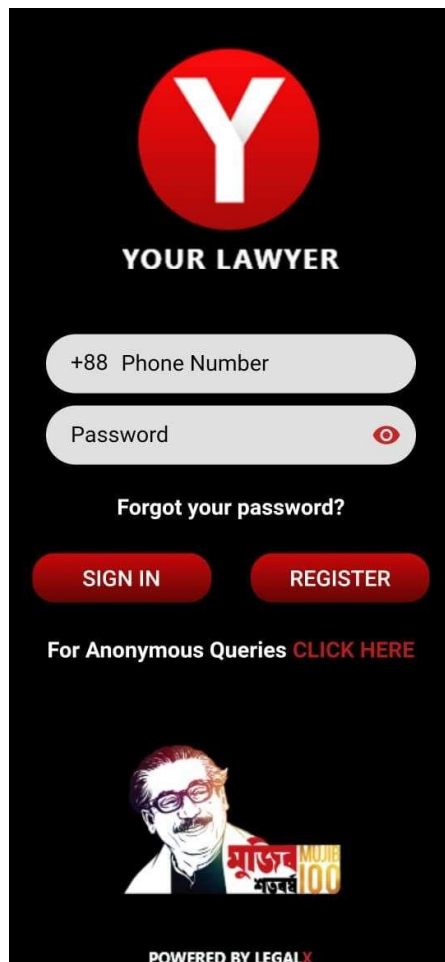 Y
YOUR LAWYER
+88 Phone Number
Password
Forgot your password?
SIGN IN
REGISTER
For Anonymous Queries CLICK HERE
মুজিব MUJIB
শতবর্ষ 100
POWERED BY LEGALX